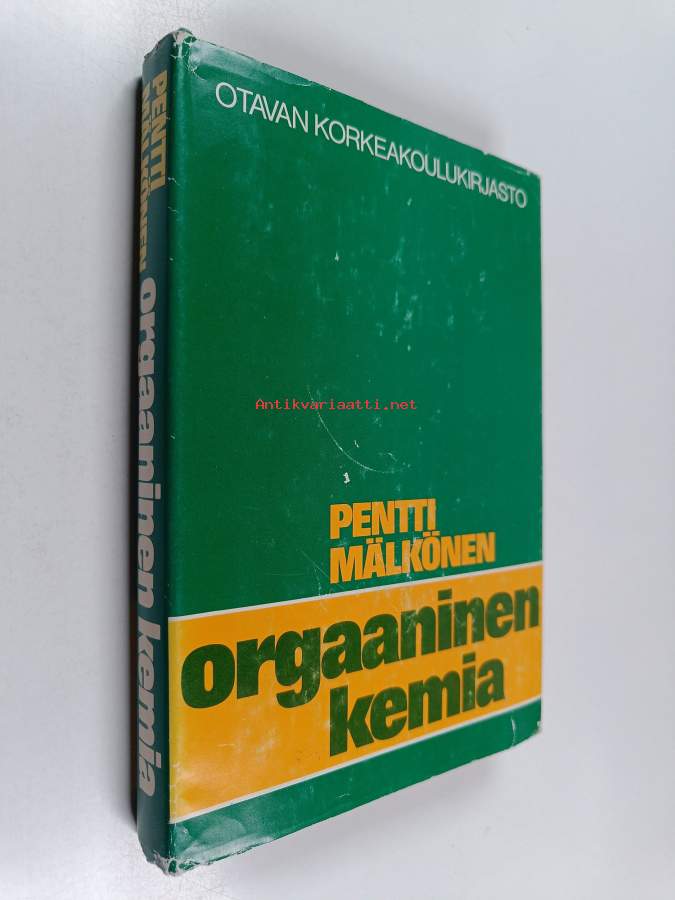 OTAVAN KORKEAKOULUKIRJASTO
Antikvariaatti.net
PENTTI
MÄLKÖNEN
orgaaninen
kemia
PENTTI
MÄLKÖNEN
orgaaninen kemia